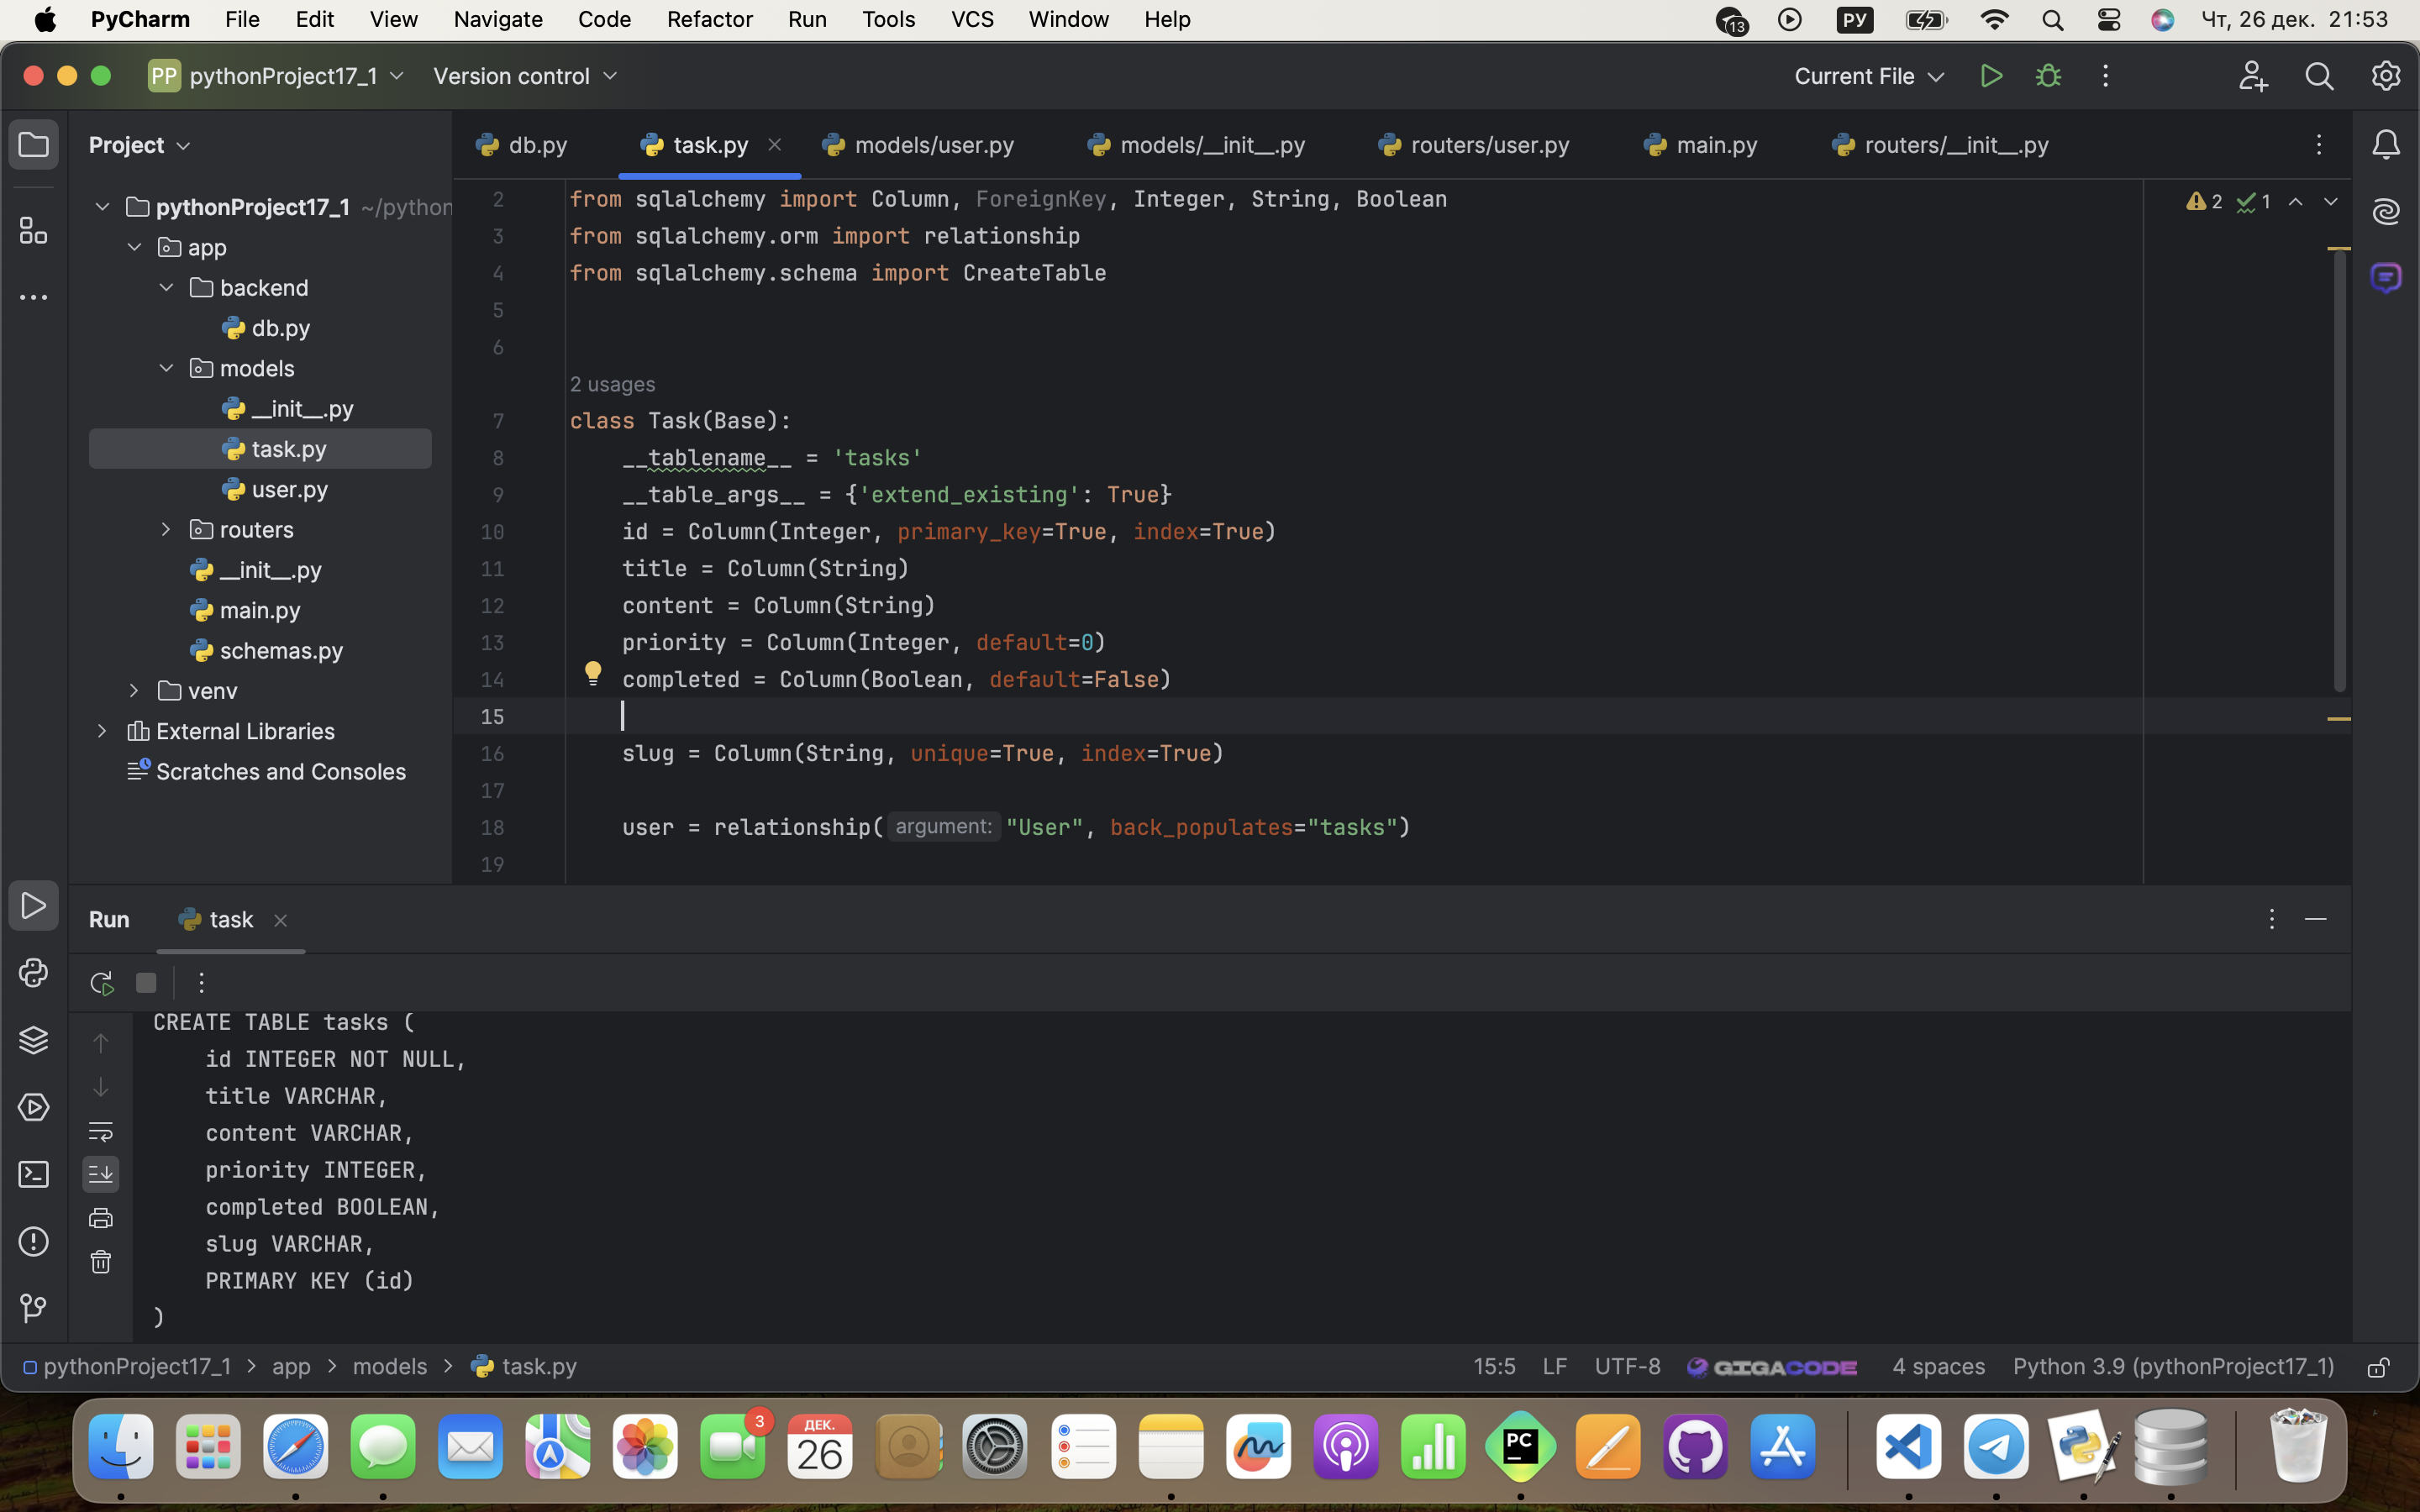 PyCharm File Edit View Navigate Code Refactor Run Tools VCS Window Help 13 РУ Чт, 26 дек. 21:53
PP pythonProject17_1 Version control Current File
Project db.py task.py models/user.py models/__init__.py routers/user.py main.py routers/__init__.py
pythonProject17_1 ~/python
app
backend
db.py
models
__init__.py
task.py
user.py
routers
__init__.py
main.py
schemas.py
venv
External Libraries
Scratches and Consoles
2 from sqlalchemy import Column, ForeignKey, Integer, String, Boolean 2 1
3 from sqlalchemy.orm import relationship
4 from sqlalchemy.schema import CreateTable
5
6
2 usages
7 class Task(Base):
8 __tablename__ = 'tasks'
9 __table_args__ = {'extend_existing': True}
10 id = Column(Integer, primary_key=True, index=True)
11 title = Column(String)
12 content = Column(String)
13 priority = Column(Integer, default=0)
14 completed = Column(Boolean, default=False)
15
16 slug = Column(String, unique=True, index=True)
17
18 user = relationship( argument: "User", back_populates="tasks")
19
Run task
CREATE TABLE tasks (
id INTEGER NOT NULL,
title VARCHAR,
content VARCHAR,
priority INTEGER,
completed BOOLEAN,
slug VARCHAR,
PRIMARY KEY (id)
)
pythonProject17_1 > app > models > task.py 15:5 LF UTF-8 GIGACODE 4 spaces Python 3.9 (pythonProject17_1)
3 ДЕК. 26 PC